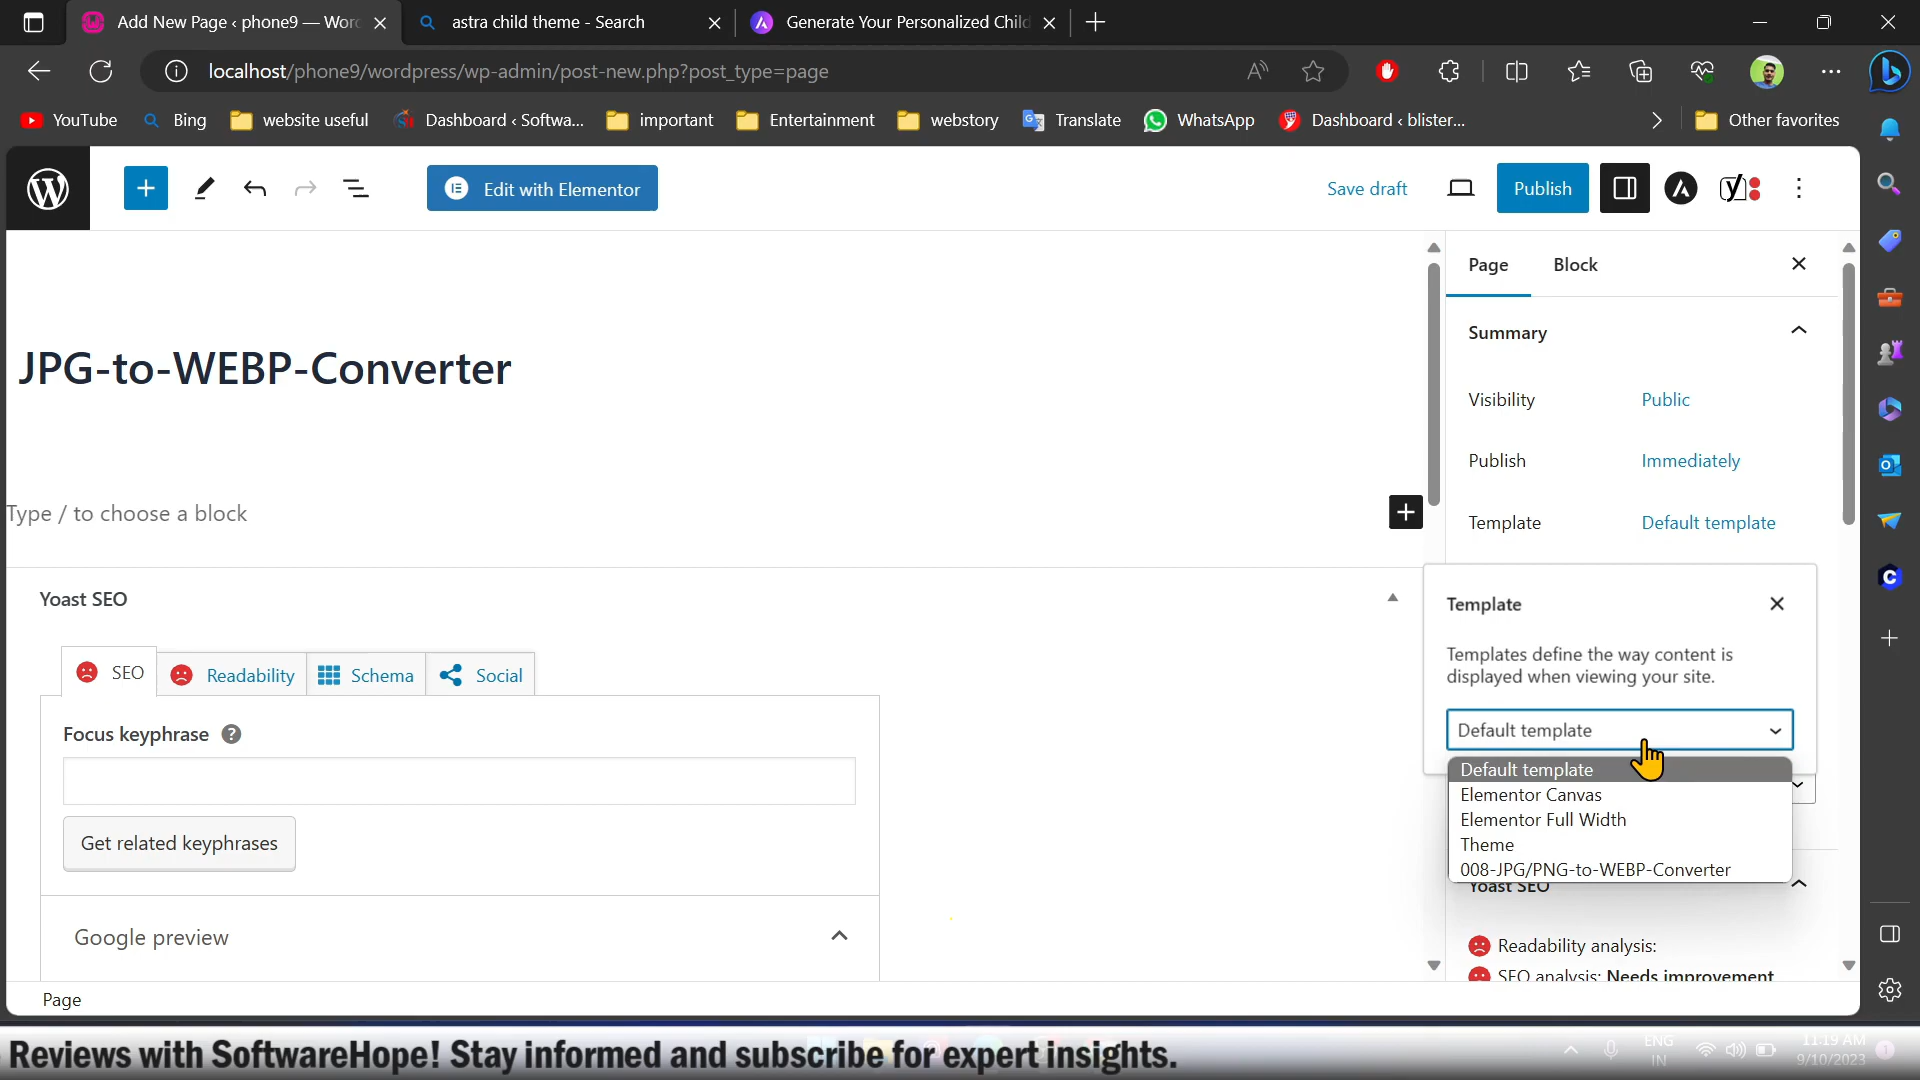 Add New Page ‹ phone9 — Worc
astra child theme - Search
Generate Your Personalized Child
localhost/phone9/wordpress/wp-admin/post-new.php?post_type=page
YouTube
Bing
website useful
Dashboard ‹ Softwa...
important
Entertainment
webstory
Translate
WhatsApp
Dashboard ‹ blister...
Other favorites
Edit with Elementor
Save draft
Publish
Page
Block
Summary
JPG-to-WEBP-Converter
Visibility
Public
Publish
Immediately
Type / to choose a block
Template
Default template
Yoast SEO
Template
Templates define the way content is
displayed when viewing your site.
SEO
Readability
Schema
Social
Focus keyphrase
Default template
Default template
Elementor Canvas
Elementor Full Width
Theme
008-JPG/PNG-to-WEBP-Converter
Get related keyphrases
Yoast SEO
Google preview
Readability analysis:
SEO analysis: Needs improvement
Page
Reviews with SoftwareHope! Stay informed and subscribe for expert insights.
ENG
IN
11:19 AM
9/10/2023